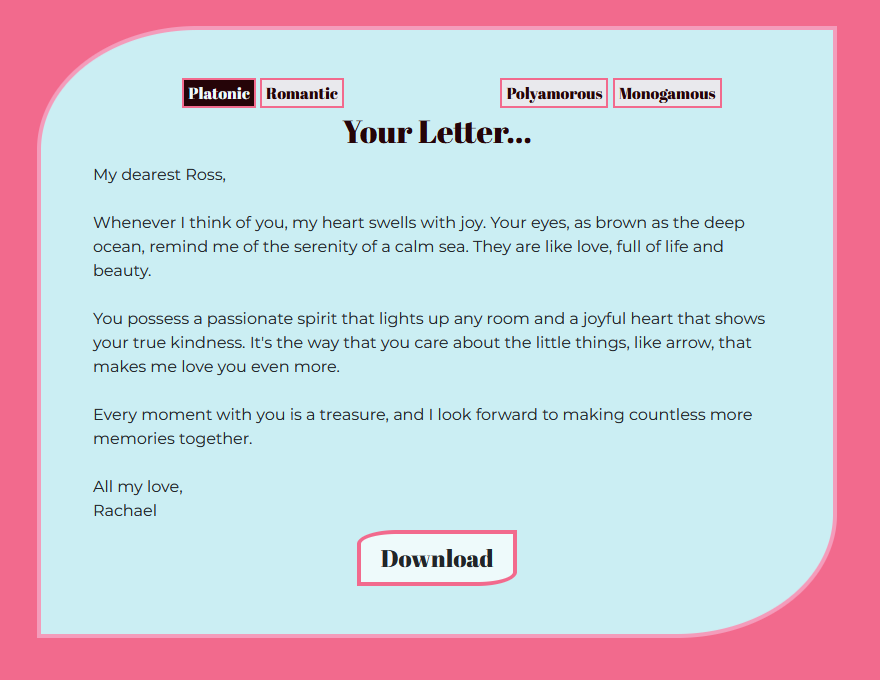 Platonic Romantic Polyamorous Monogamous
Your Letter...
My dearest Ross,
Whenever I think of you, my heart swells with joy. Your eyes, as brown as the deep
ocean, remind me of the serenity of a calm sea. They are like love, full of life and
beauty.
You possess a passionate spirit that lights up any room and a joyful heart that shows
your true kindness. It's the way that you care about the little things, like arrow, that
makes me love you even more.
Every moment with you is a treasure, and I look forward to making countless more
memories together.
All my love,
Rachael
Download